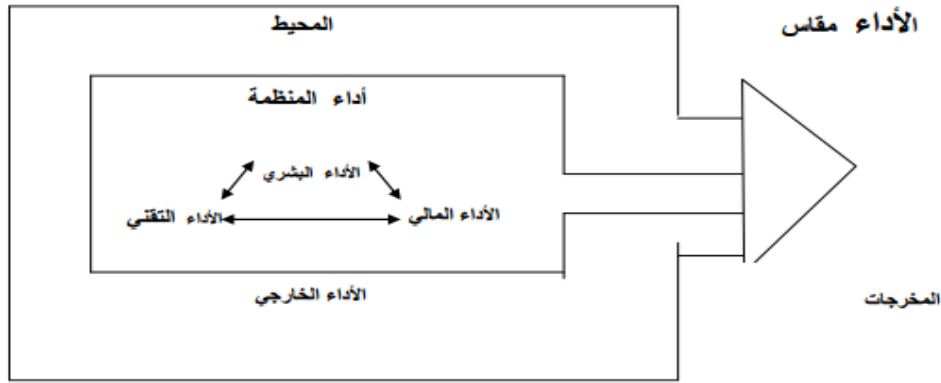 الأداء مقاس
المحيط
أداء المنظمة
الأداء البشري
الأداء المالي
الأداء التقني
الأداء الخارجي
المخرجات